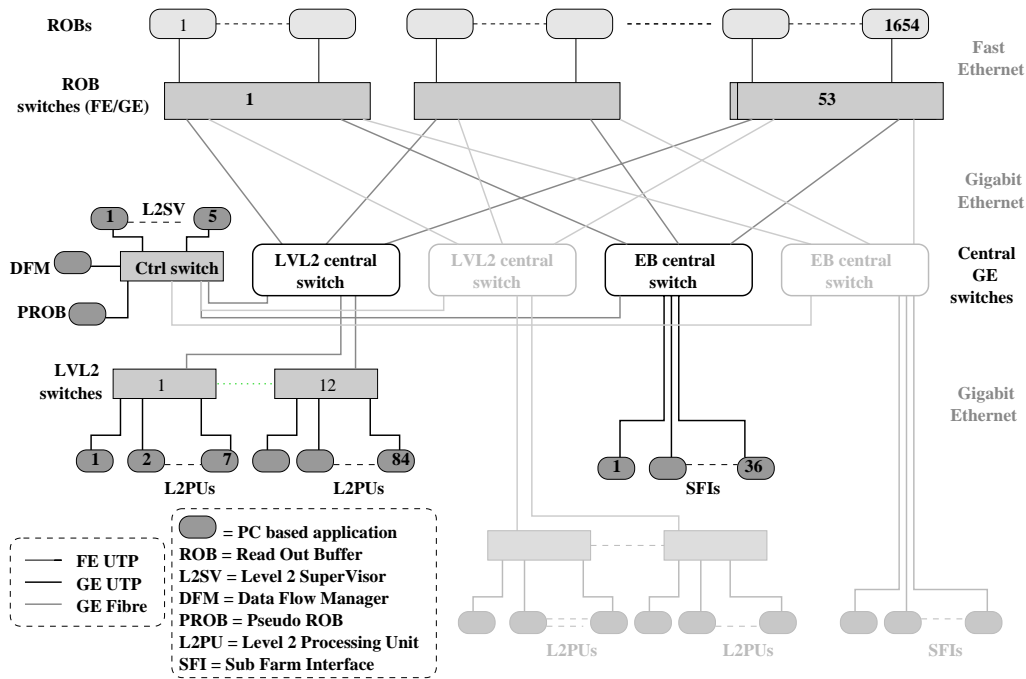 ROBs
1
1654
Fast
Ethernet
ROB
switches (FE/GE)
1
53
Gigabit
Ethernet
1
L2SV
5
DFM
Ctrl switch
PROB
LVL2 central
switch
LVL2 central
switch
EB central
switch
EB central
switch
Central
GE
switches
LVL2
switches
1
12
Gigabit
Ethernet
1
2
7
84
L2PUs
L2PUs
1
36
SFIs
FE UTP
GE UTP
GE Fibre
= PC based application
ROB = Read Out Buffer
L2SV = Level 2 SuperVisor
DFM = Data Flow Manager
PROB = Pseudo ROB
L2PU = Level 2 Processing Unit
SFI = Sub Farm Interface
L2PUs
L2PUs
SFIs